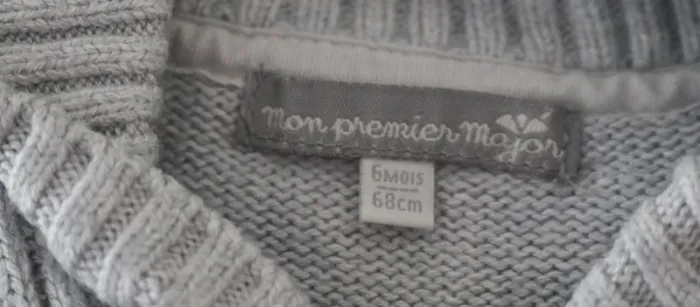 mon premier major
6MOIS
68cm